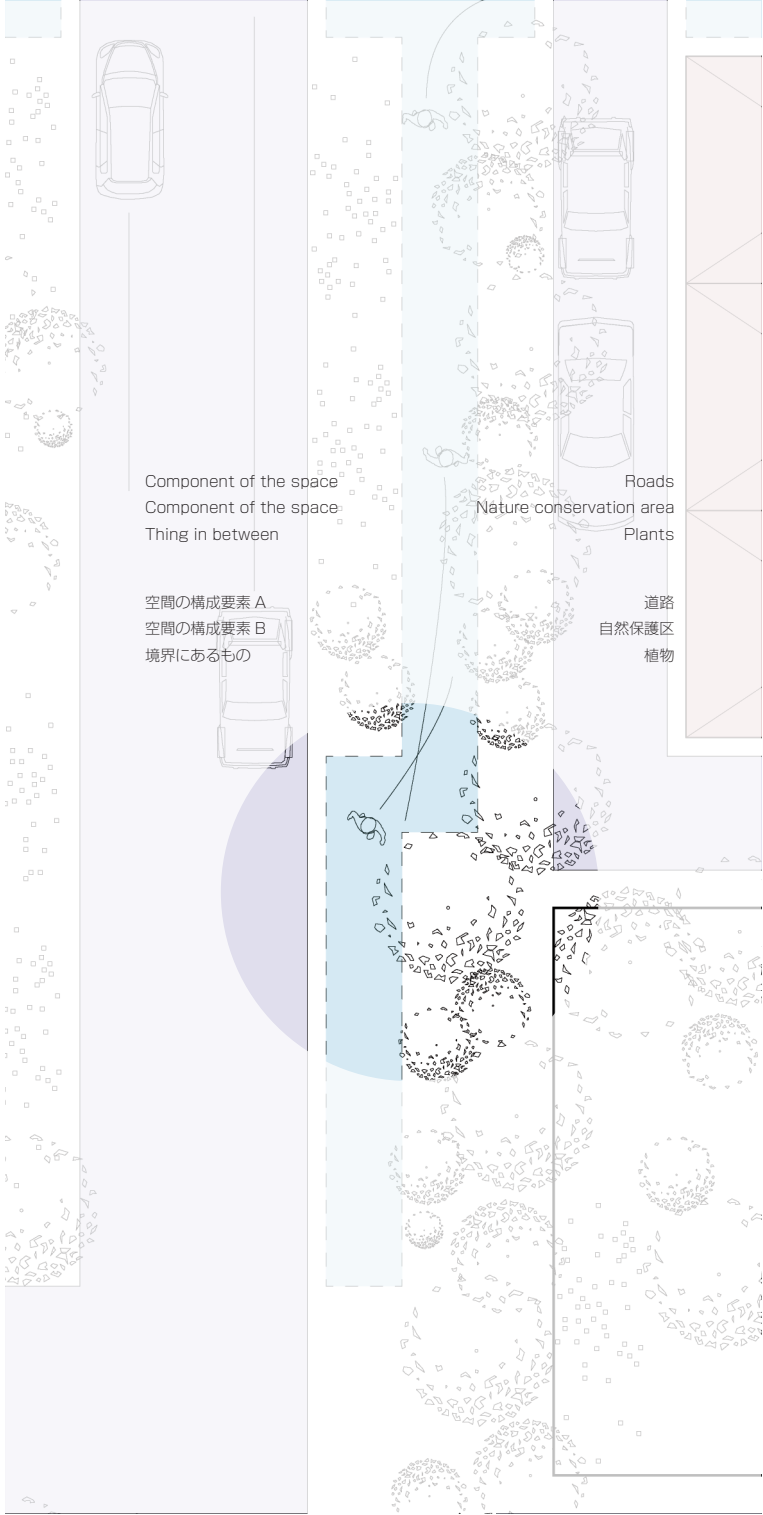 Component of the space Roads
Component of the space Nature conservation area
Thing in between Plants
空間の構成要素 A 道路
空間の構成要素 B 自然保護区
境界にあるもの 植物